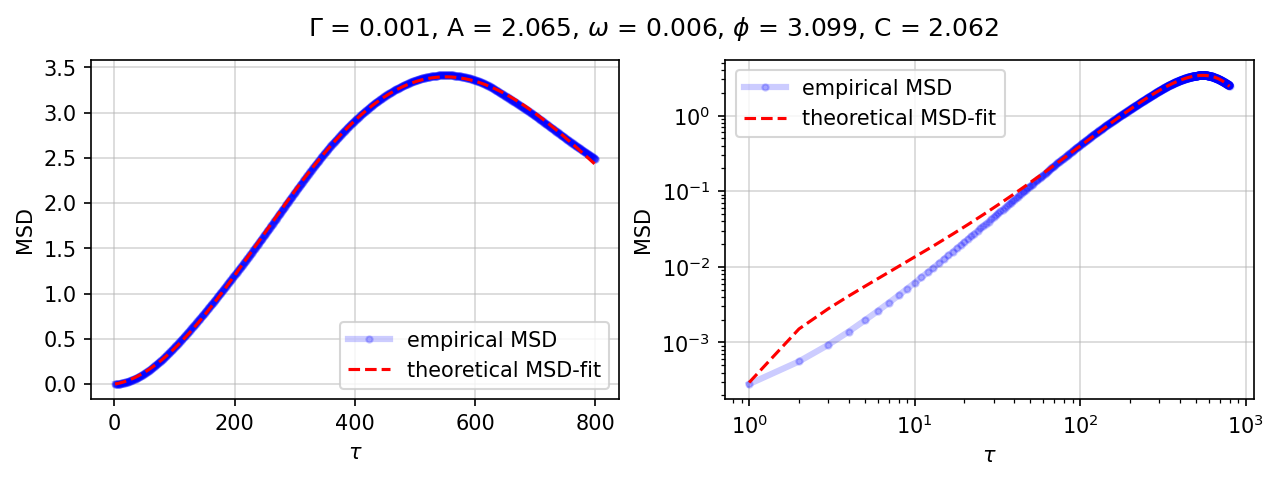 Γ = 0.001, A = 2.065, ω = 0.006, ϕ = 3.099, C = 2.062
MSD
3.5
3.0
2.5
2.0
1.5
1.0
0.5
0.0
empirical MSD
theoretical MSD-fit
0 200 400 600 800
τ
MSD
10⁰
10⁻¹
10⁻²
10⁻³
empirical MSD
theoretical MSD-fit
10⁰ 10¹ 10² 10³
τ